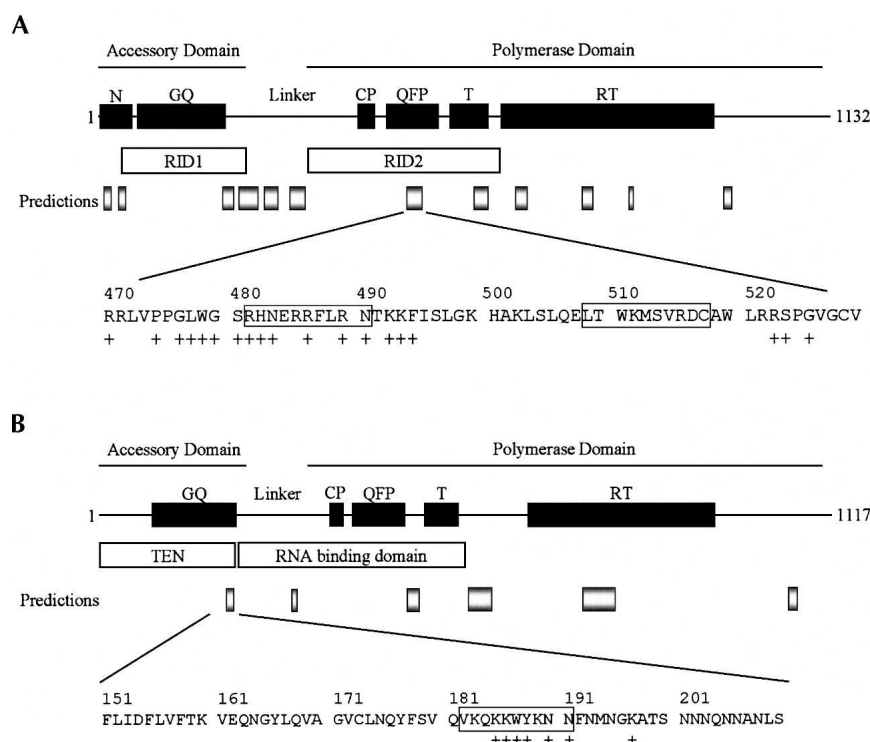 A
Accessory Domain Polymerase Domain
N GQ Linker CP QFP T RT
1 1132
RID1 RID2
Predictions
470 480 490 500 510 520
RRLVPPGLWG SRHNERRFLR NTKKFISLGK HAKLSLQELT WKMSVRDCAW LRRSPGVGCV
+ + ++++ ++++ + + + +++ ++ +
B
Accessory Domain Polymerase Domain
GQ Linker CP QFP T RT
1 1117
TEN RNA binding domain
Predictions
151 161 171 181 191 201
FLIDFLVFTK VEQNGYLQVA GVCLNQYFSV QVKQKKWYKN NFNMNGKATS NNNQNNANLS
++++ + + +